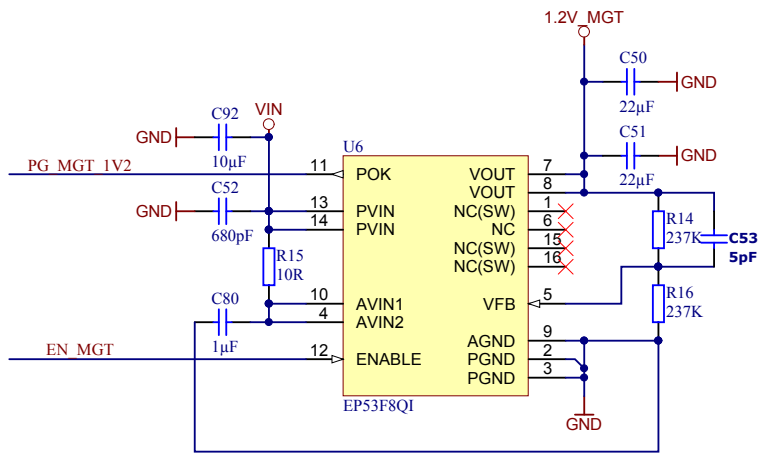 1.2V_MGT
C50
GND
22µF
C92
VIN
GND
10µF
U6
C51
GND
22µF
PG_MGT_1V2
11
POK
VOUT
7
VOUT
8
C52
GND
680pF
13
PVIN
14
PVIN
NC(SW)
1
NC
6
NC(SW)
15
NC(SW)
16
R14
237K
C53
5pF
R15
10R
10
AVIN1
4
AVIN2
VFB
5
R16
237K
C80
1µF
AGND
9
EN_MGT
12
ENABLE
PGND
2
PGND
3
EP53F8QI
GND